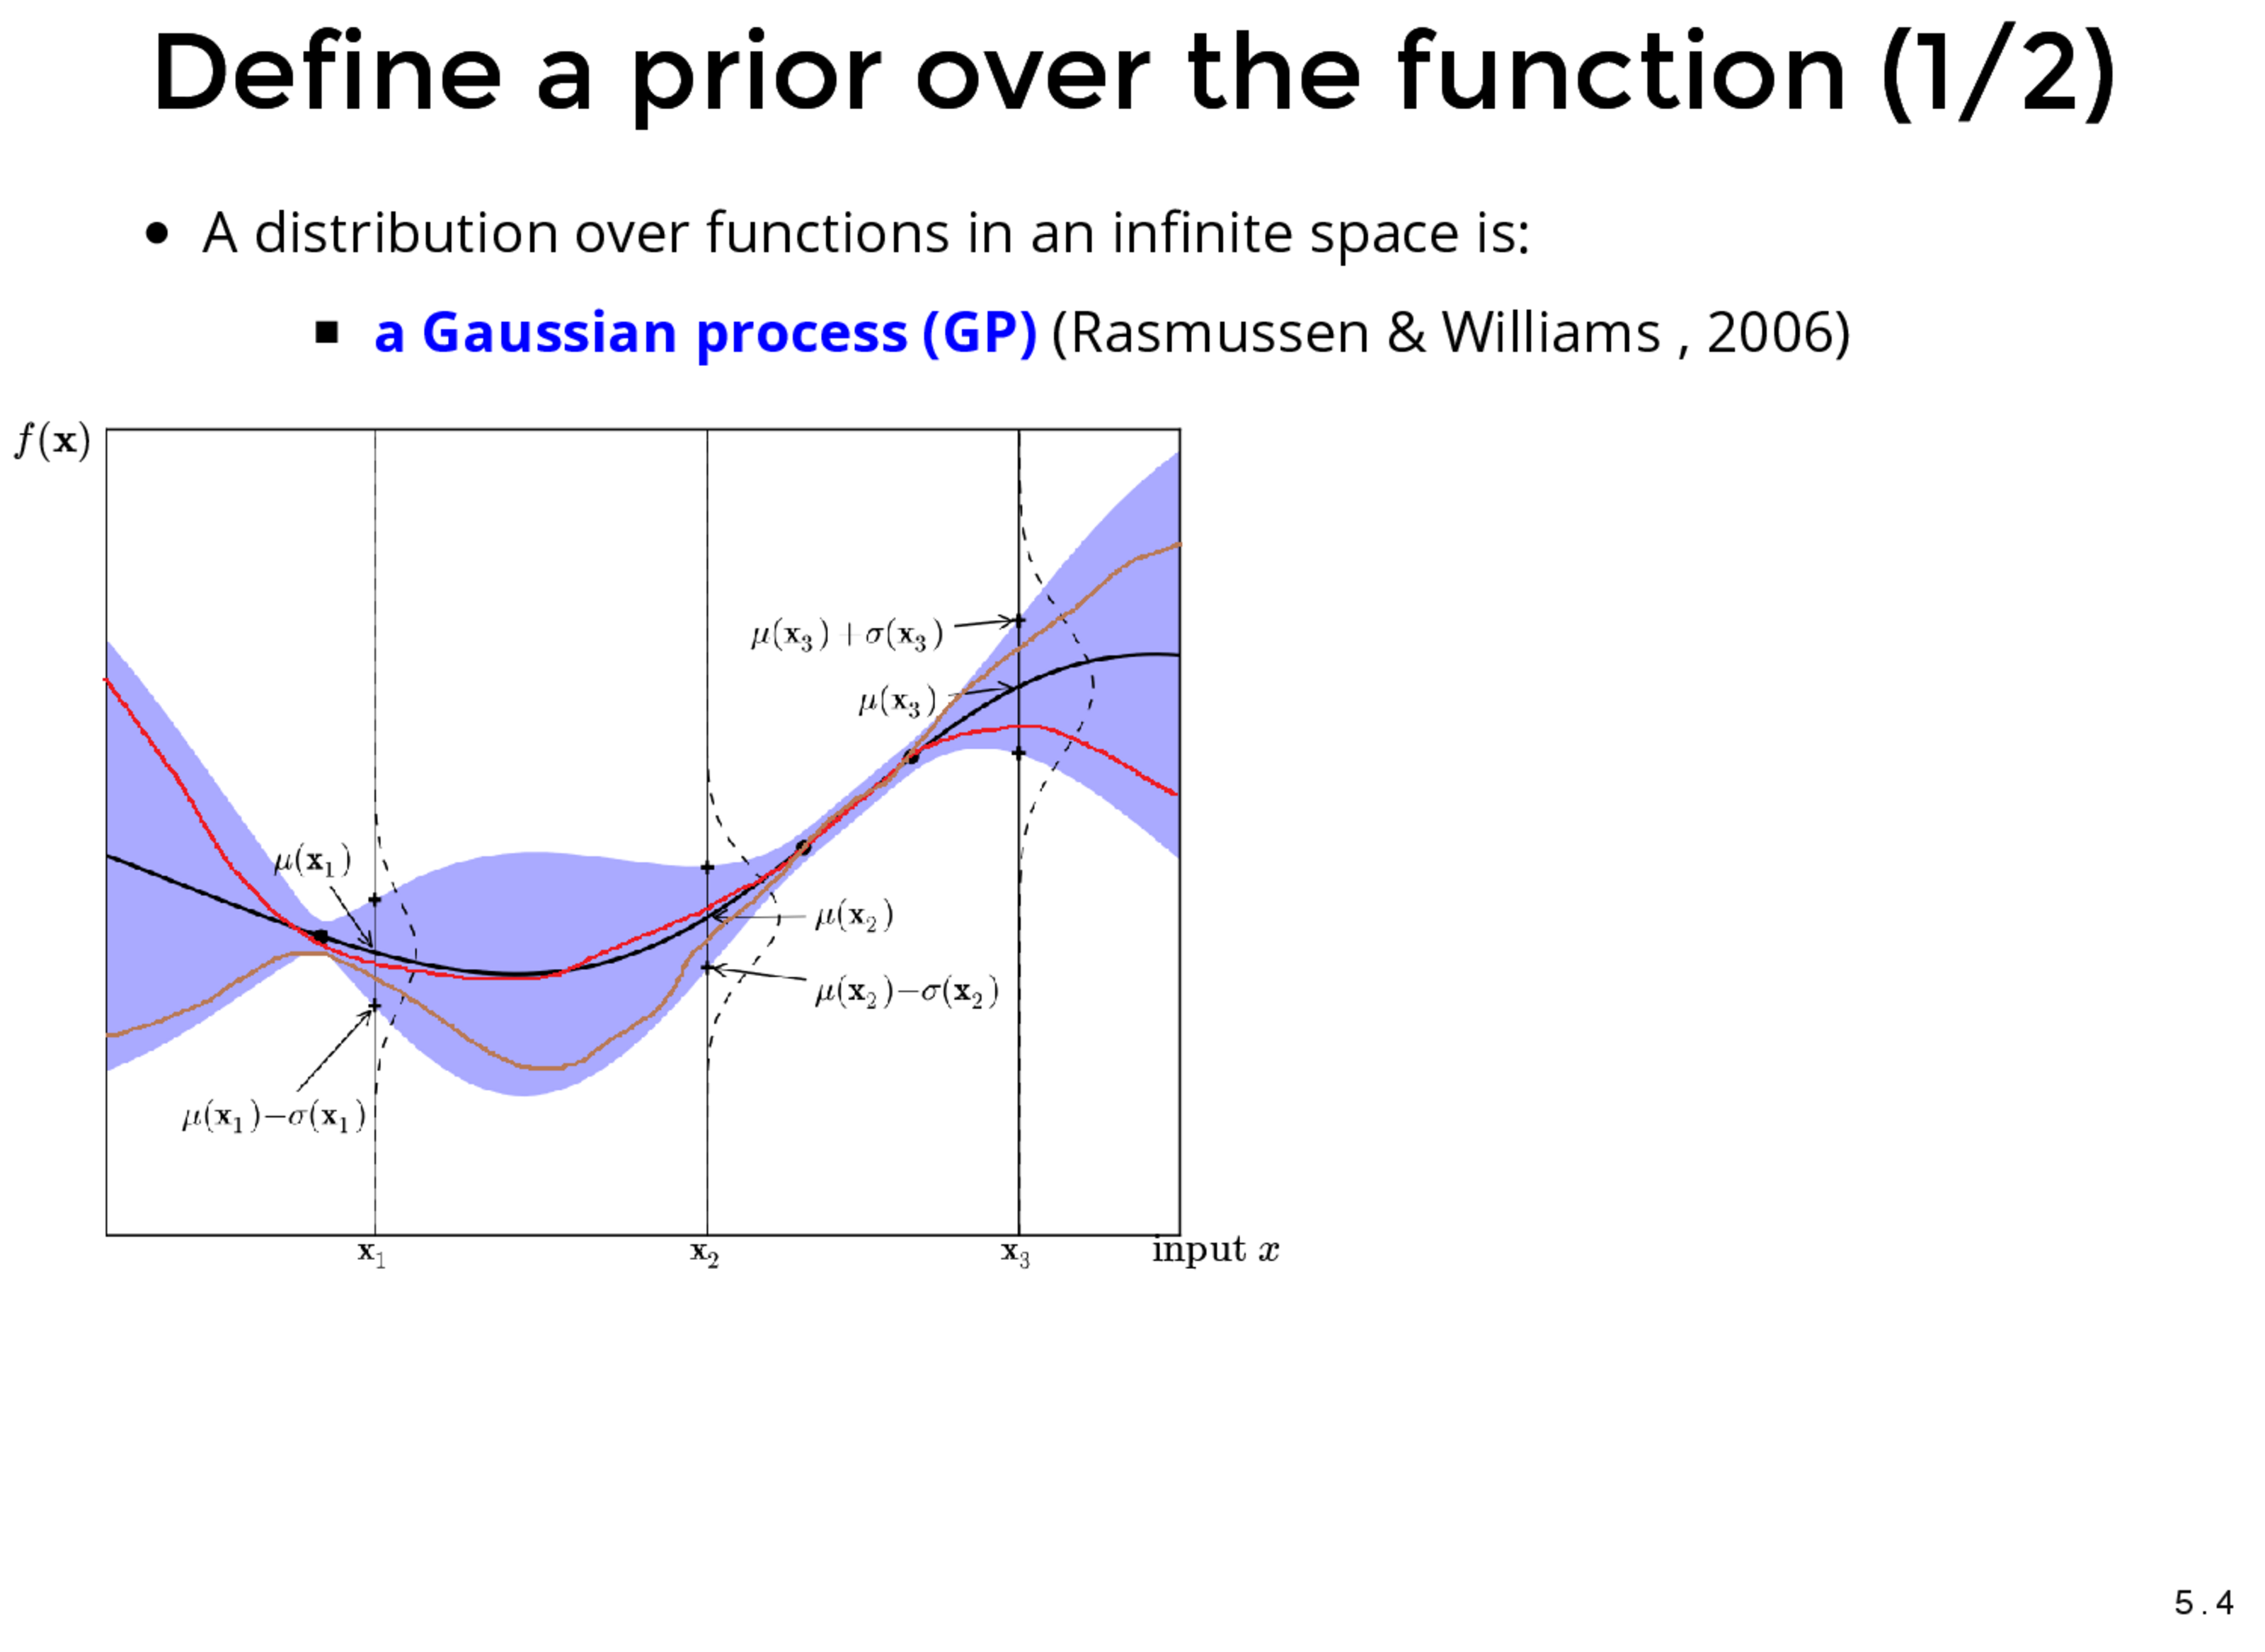 Define a prior over the function (1/2)
• A distribution over functions in an infinite space is:
▪ a Gaussian process (GP) (Rasmussen & Williams , 2006)
f(x)
μ(x₃)+σ(x₃)
μ(x₃)
μ(x₁)
μ(x₂)
μ(x₂)−σ(x₂)
μ(x₁)−σ(x₁)
x₁ x₂ x₃ input x
5.4